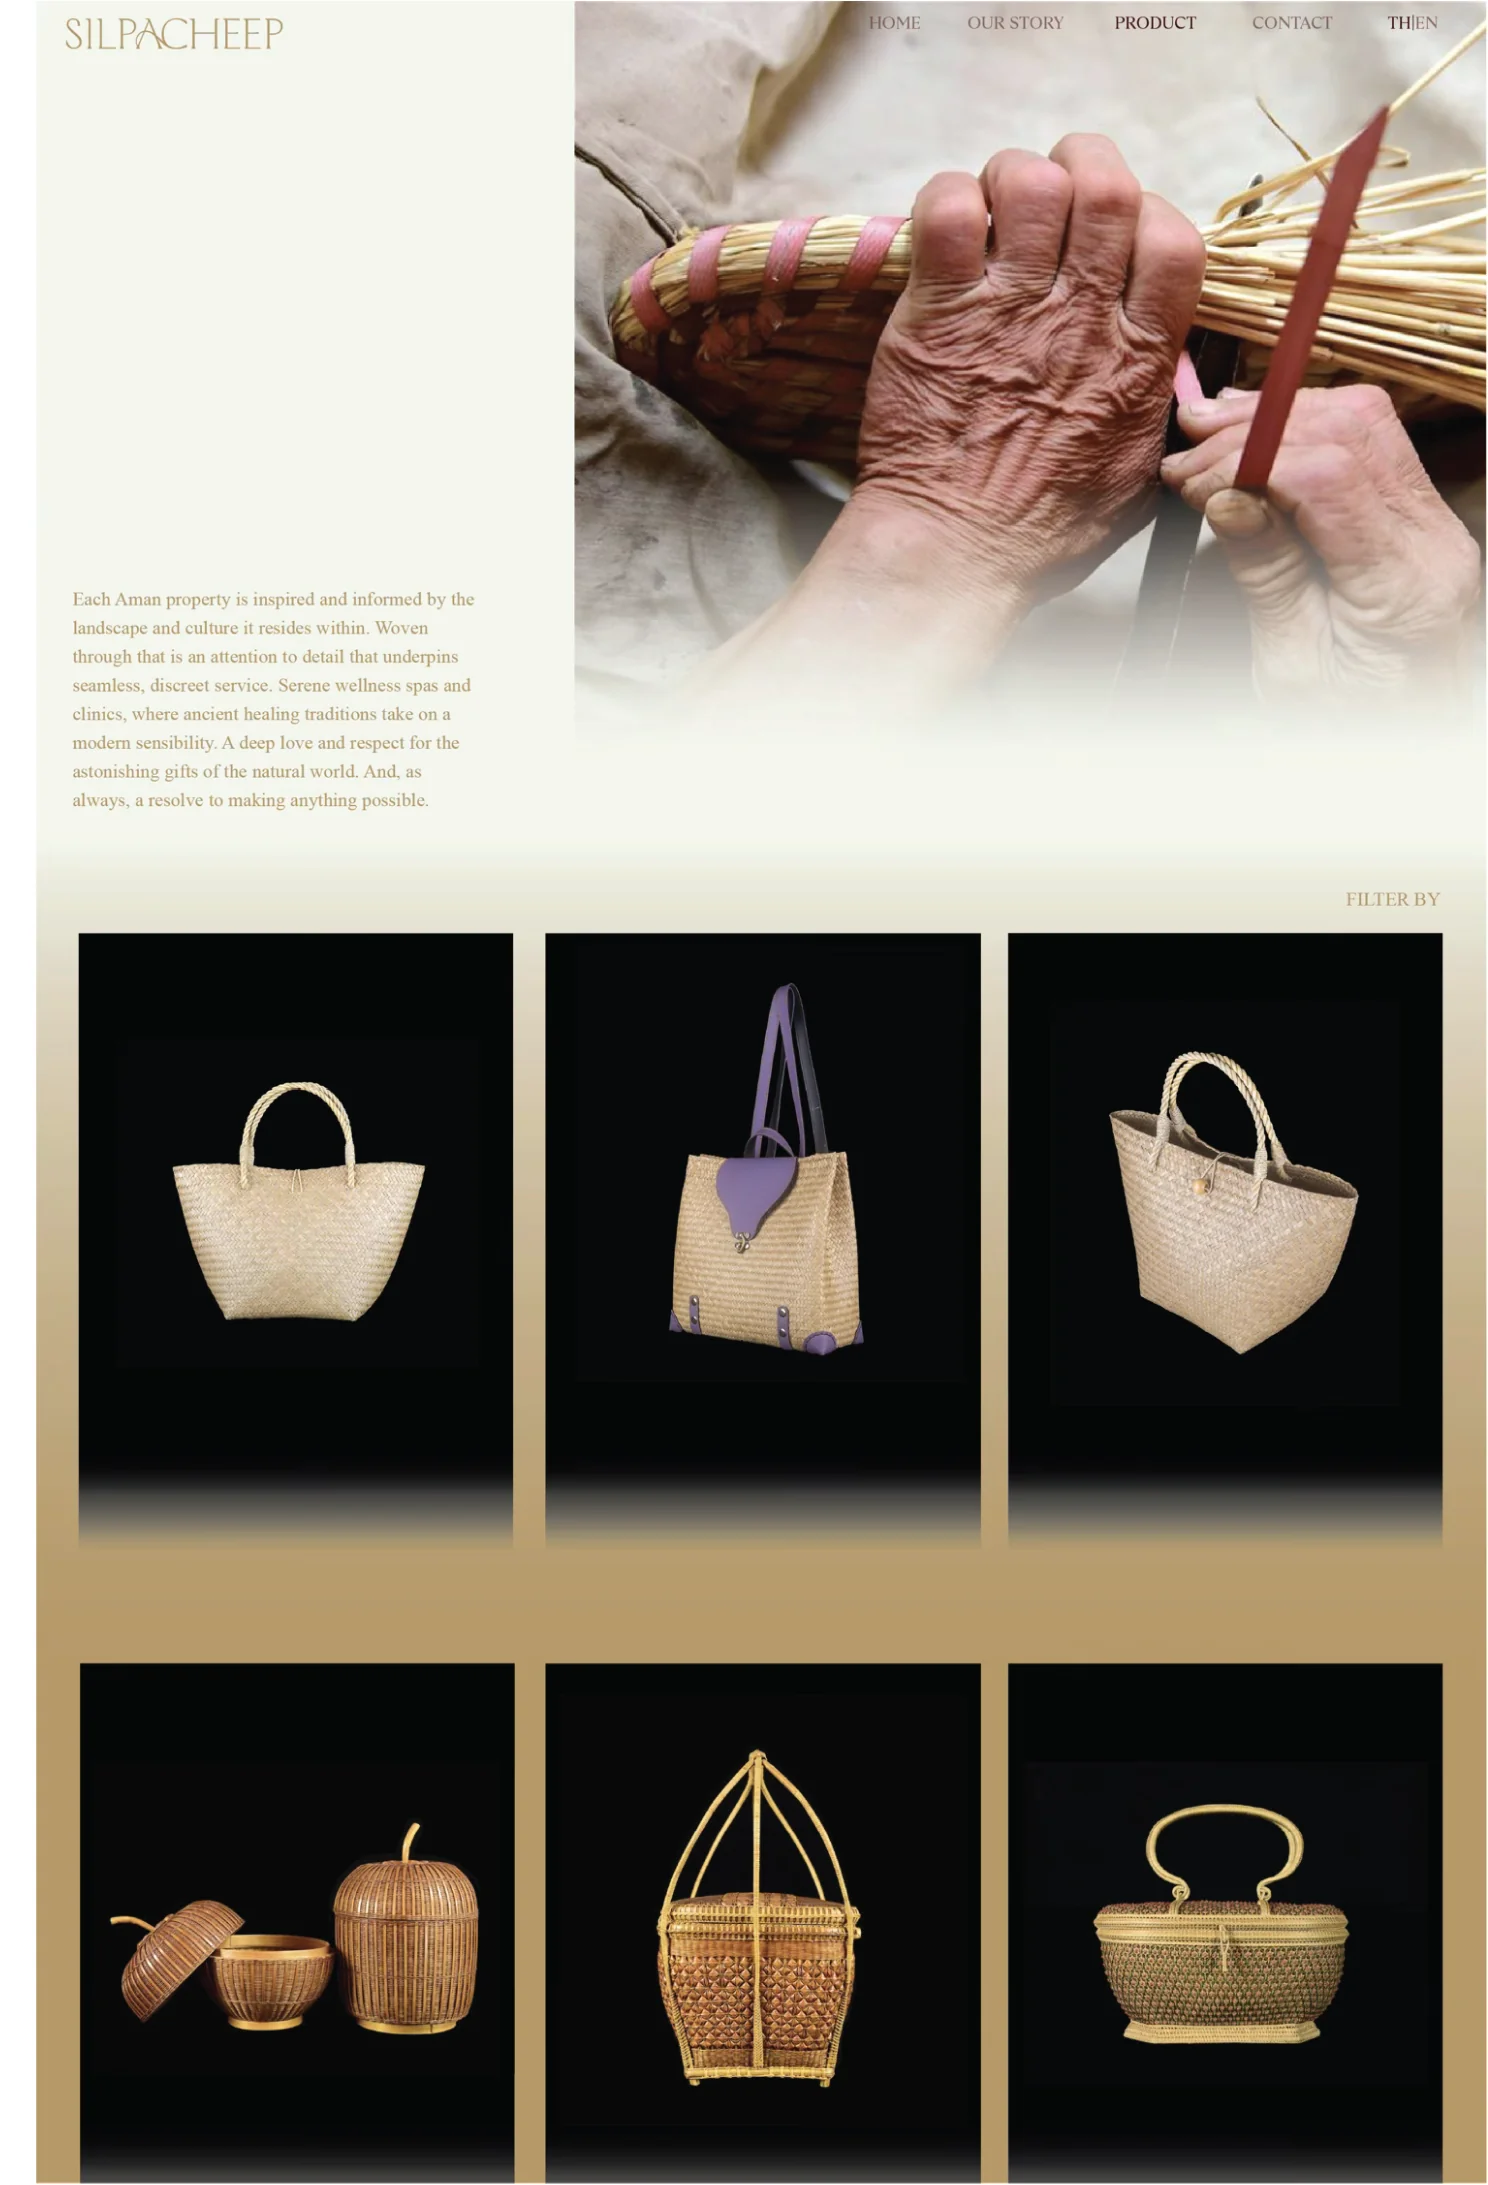 SILPACHEEP
HOME OUR STORY PRODUCT CONTACT TH|EN
Each Aman property is inspired and informed by the
landscape and culture it resides within. Woven
through that is an attention to detail that underpins
seamless, discreet service. Serene wellness spas and
clinics, where ancient healing traditions take on a
modern sensibility. A deep love and respect for the
astonishing gifts of the natural world. And, as
always, a resolve to making anything possible.
FILTER BY